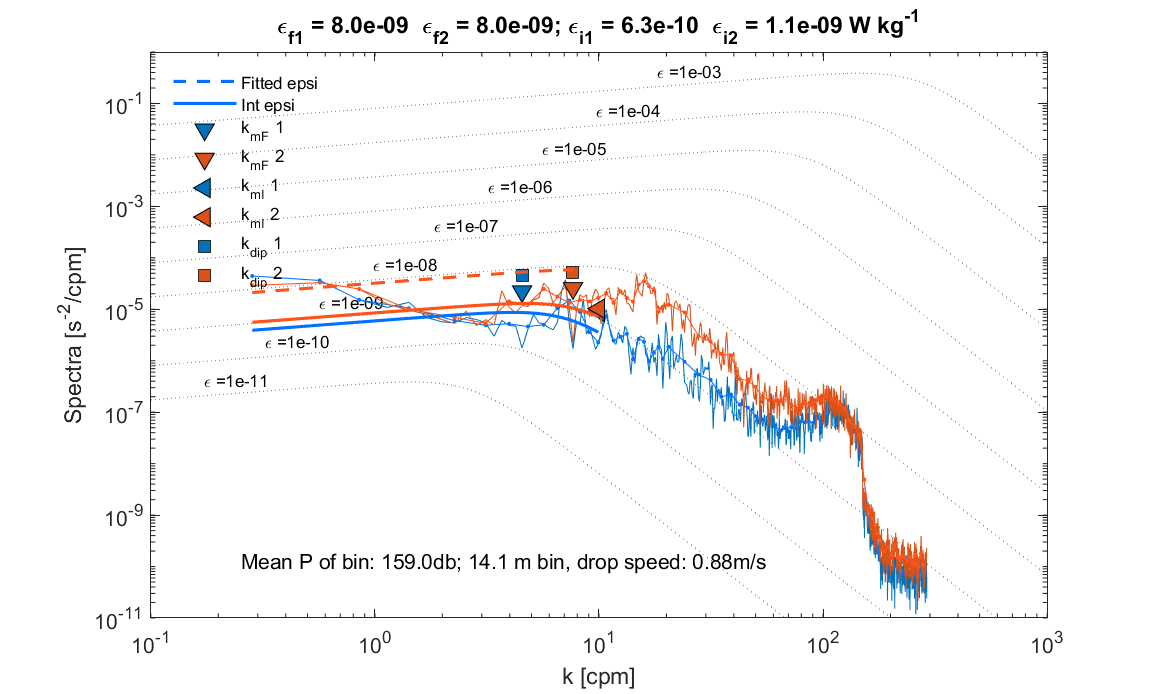 ϵf1 = 8.0e-09 ϵf2 = 8.0e-09; ϵi1 = 6.3e-10 ϵi2 = 1.1e-09 W kg-1
Fitted epsi
Int epsi
kmF 1
kmF 2
kmI 1
kmI 2
kdip 1
kdip 2
ϵ =1e-03
ϵ =1e-04
ϵ =1e-05
ϵ =1e-06
ϵ =1e-07
ϵ =1e-08
ϵ =1e-09
ϵ =1e-10
ϵ =1e-11
Mean P of bin: 159.0db; 14.1 m bin, drop speed: 0.88m/s
Spectra [s-2/cpm]
10-1
10-3
10-5
10-7
10-9
10-11
10-1
100
101
102
103
k [cpm]